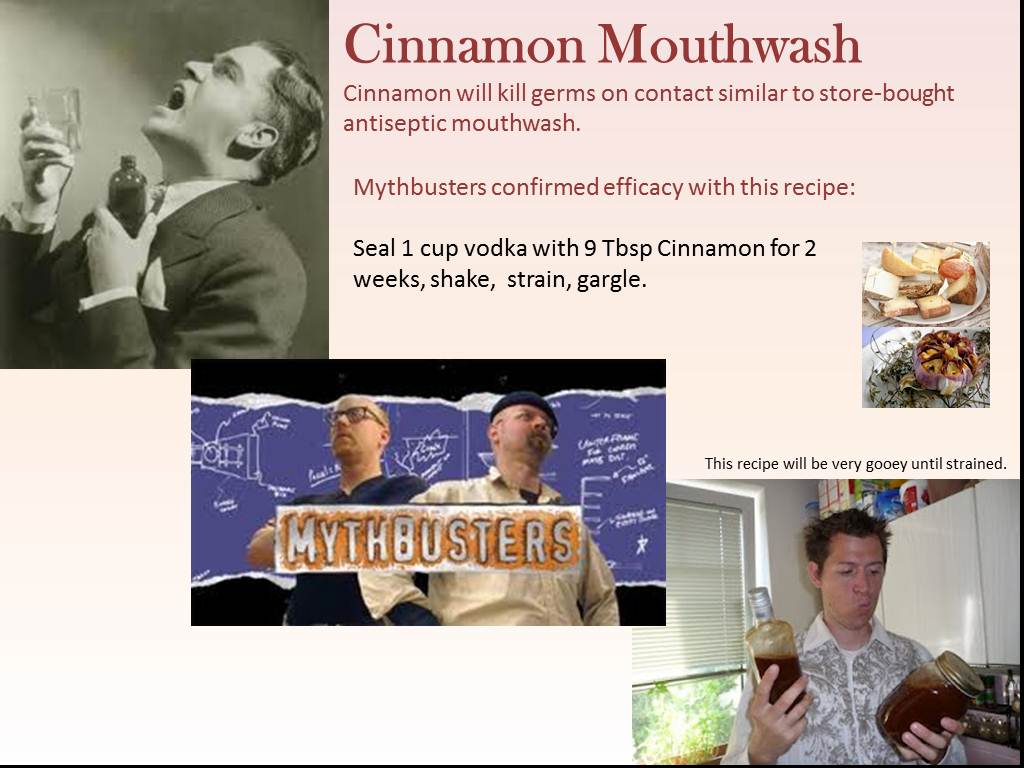 Cinnamon Mouthwash
Cinnamon will kill germs on contact similar to store-bought
antiseptic mouthwash.
Mythbusters confirmed efficacy with this recipe:
Seal 1 cup vodka with 9 Tbsp Cinnamon for 2
weeks, shake, strain, gargle.
MYTHBUSTERS
This recipe will be very gooey until strained.